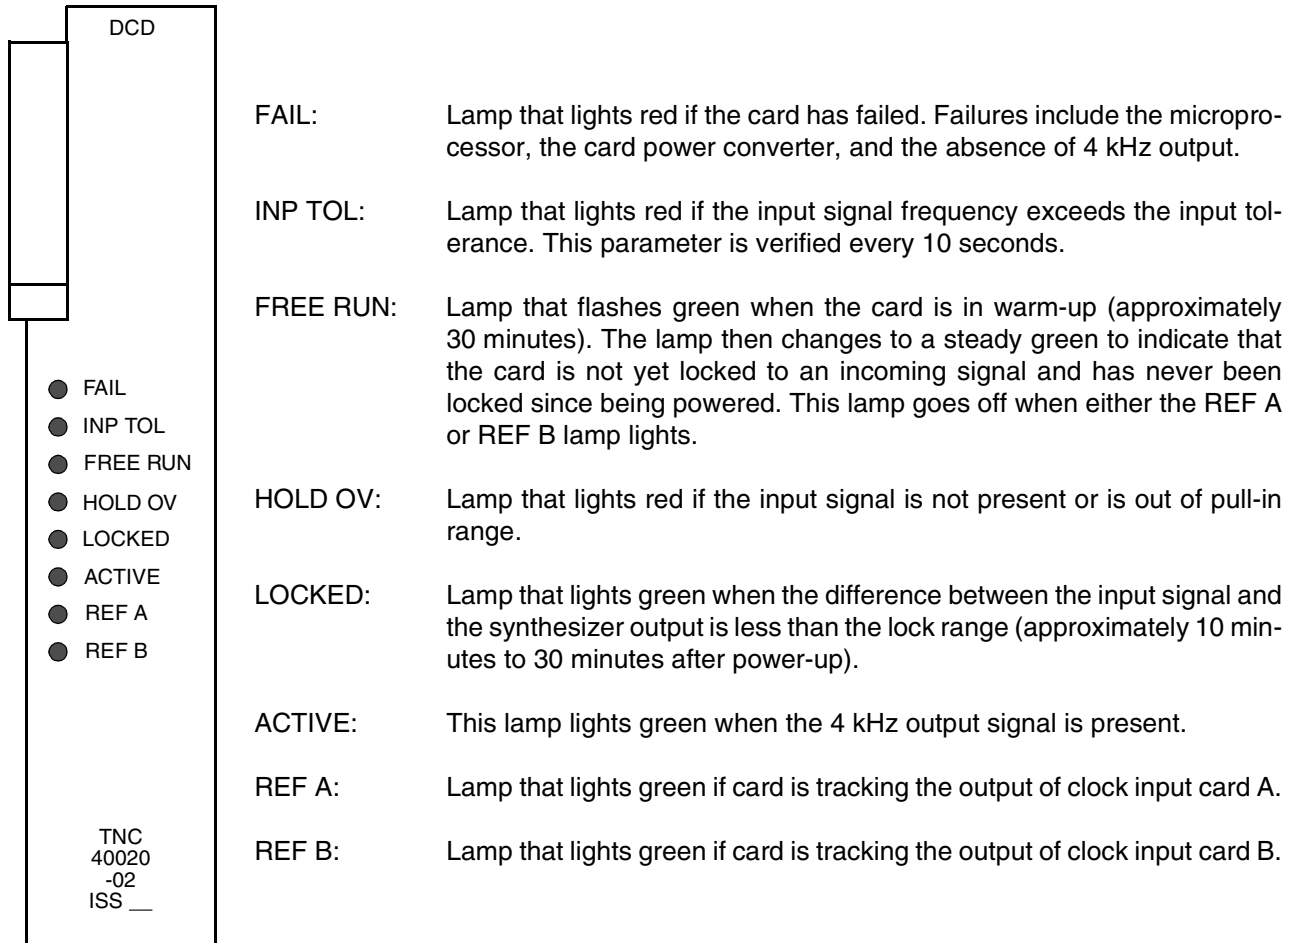 DCD
FAIL
INP TOL
FREE RUN
HOLD OV
LOCKED
ACTIVE
REF A
REF B
TNC
40020
-02
ISS __
FAIL: Lamp that lights red if the card has failed. Failures include the micropro-
cessor, the card power converter, and the absence of 4 kHz output.
INP TOL: Lamp that lights red if the input signal frequency exceeds the input tol-
erance. This parameter is verified every 10 seconds.
FREE RUN: Lamp that flashes green when the card is in warm-up (approximately
30 minutes). The lamp then changes to a steady green to indicate that
the card is not yet locked to an incoming signal and has never been
locked since being powered. This lamp goes off when either the REF A
or REF B lamp lights.
HOLD OV: Lamp that lights red if the input signal is not present or is out of pull-in
range.
LOCKED: Lamp that lights green when the difference between the input signal and
the synthesizer output is less than the lock range (approximately 10 min-
utes to 30 minutes after power-up).
ACTIVE: This lamp lights green when the 4 kHz output signal is present.
REF A: Lamp that lights green if card is tracking the output of clock input card A.
REF B: Lamp that lights green if card is tracking the output of clock input card B.